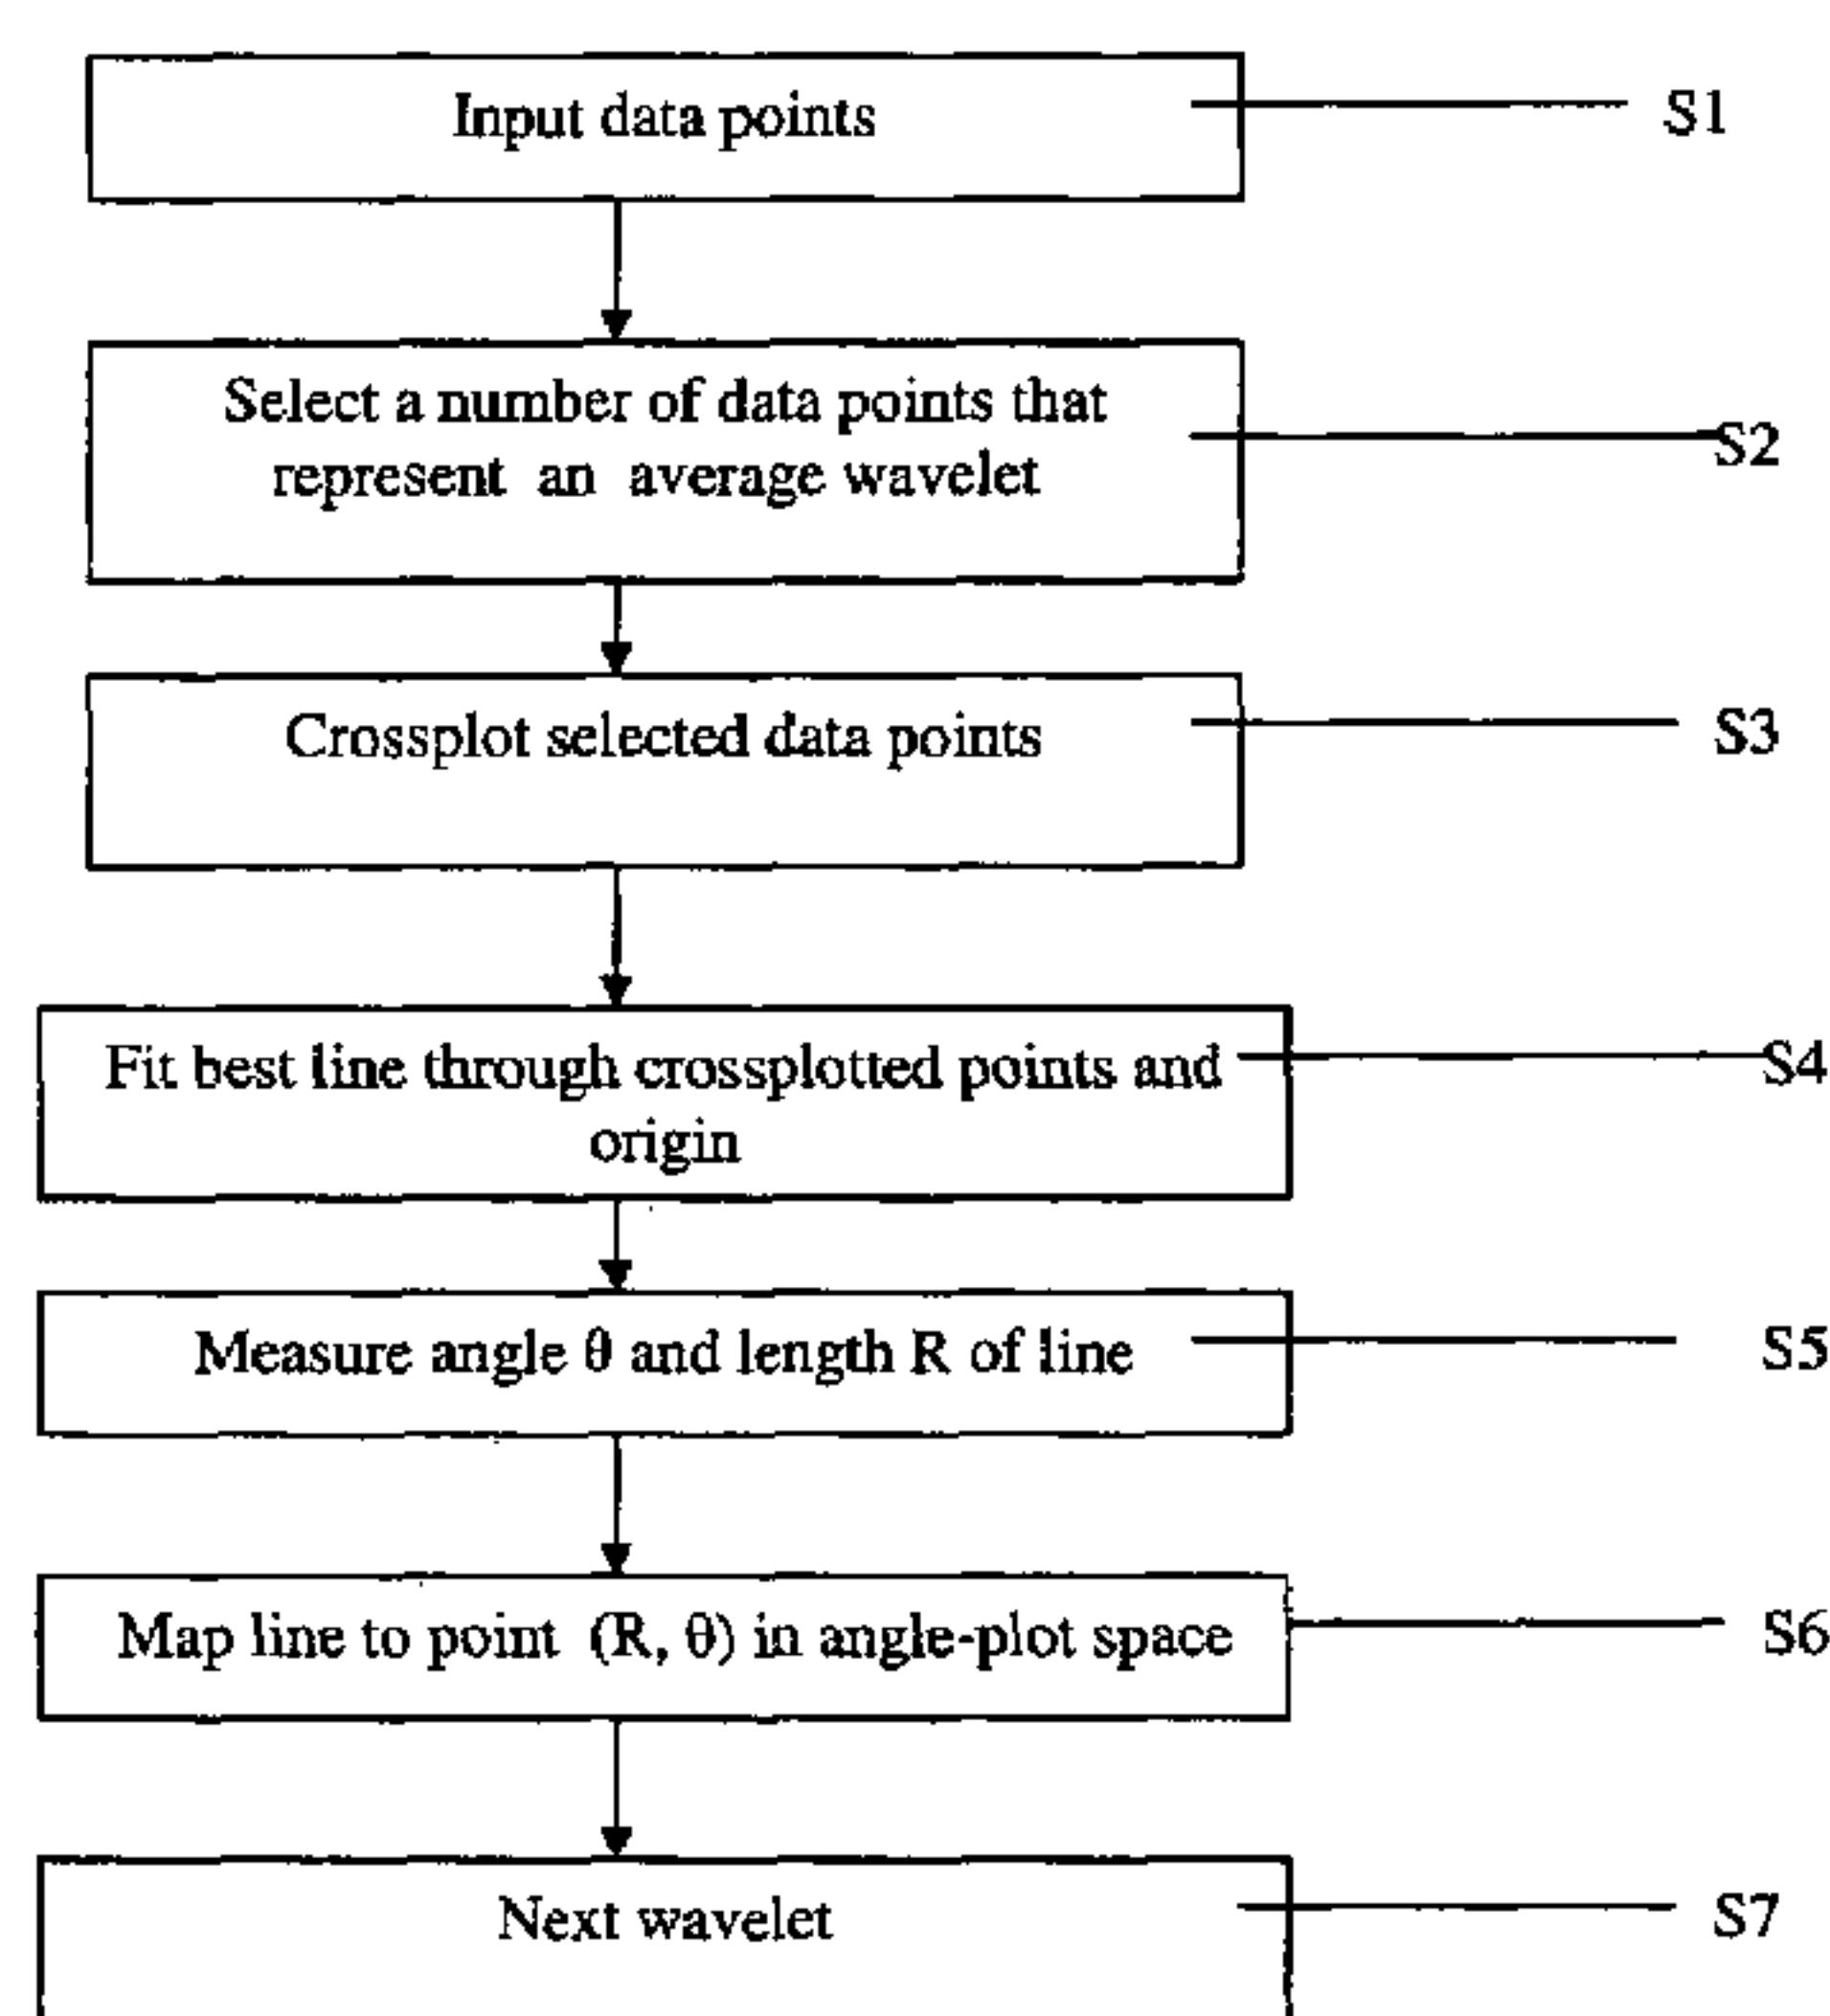 Input data points
S1
Select a number of data points that
represent an average wavelet
S2
Crossplot selected data points
S3
Fit best line through crossplotted points and
origin
S4
Measure angle θ and length R of line
S5
Map line to point (R, θ) in angle-plot space
S6
Next wavelet
S7